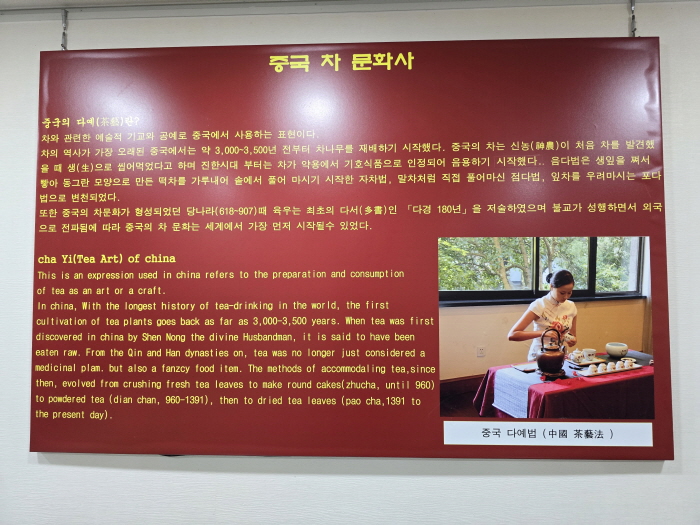 중국 차 문화사
중국의 다예(茶藝)란?
차와 관련한 예술적 기교와 공예로 중국에서 사용하는 표현이다.
차의 역사가 가장 오래된 중국에서는 약 3,000~3,500년 전부터 차나무를 재배하기 시작했다. 중국의 차는 신농(神農)이 처음 차를 발견했
을 때 생(生)으로 씹어먹었다고 하며 진한시대 부터는 차가 약용에서 기호식품으로 인정되어 음용하기 시작했다.. 음다법은 생잎을 쪄서
빻아 동그란 모양으로 만든 떡차를 가루내어 솥에서 풀어 마시기 시작한 자차법, 말차처럼 직접 풀어마신 점다법, 잎차를 우려마시는 포다
법으로 변천되었다.
또한 중국의 차문화가 형성되었던 당나라(618~907)때 육우는 최초의 다서(多書)인 「다경 180년」을 저술하였으며 불교가 성행하면서 외국
으로 전파됨에 따라 중국의 차 문화는 세계에서 가장 먼저 시작될수 있었다.
cha Yi(Tea Art) of china
This is an expression used in china refers to the preparation and consumption
of tea as an art or a craft.
In china, With the longest history of tea-drinking in the world, the first
cultivation of tea plants goes back as far as 3,000-3,500 years. When tea was first
discovered in china by Shen Nong the divine Husbandman, it is said to have been
eaten raw. From the Qin and Han dynasties on, tea was no longer just considered a
medicinal plam. but also a fanzcy food item. The methods of accommodaling tea,since
then, evolved from crushing fresh tea leaves to make round cakes(zhucha, until 960)
to powdered tea (dian chan, 960-1391), then to dried tea leaves (pao cha,1391 to
the present day).
중국 다예법 (中國 茶藝法 )